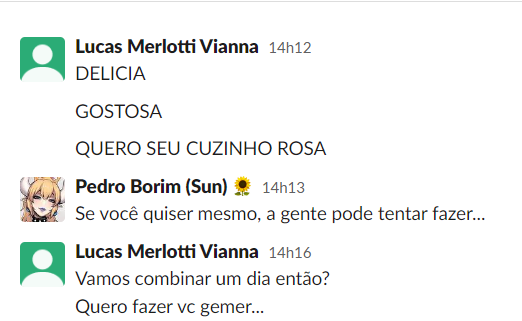 Lucas Merlotti Vianna 14h12
DELICIA
GOSTOSA
QUERO SEU CUZINHO ROSA
Pedro Borim (Sun) 🌻 14h13
Se você quiser mesmo, a gente pode tentar fazer...
Lucas Merlotti Vianna 14h16
Vamos combinar um dia então?
Quero fazer vc gemer...